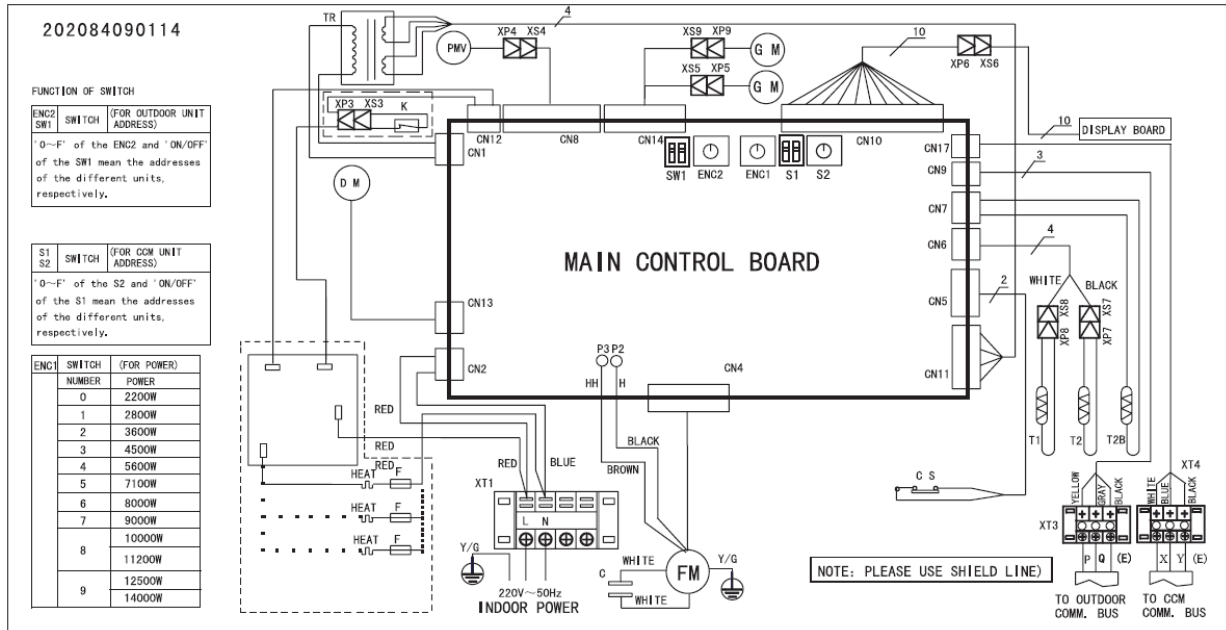 202084090114
FUNCTION OF SWITCH
ENC2
SW1
SWITCH
(FOR OUTDOOR UNIT
ADDRESS)
'0~F' of the ENC2 and 'ON/OFF'
of the SW1 mean the addresses
of the different units,
respectively.
S1
S2
SWITCH
(FOR CCM UNIT
ADDRESS)
'0~F' of the S2 and 'ON/OFF'
of the S1 mean the addresses
of the different units,
respectively.
ENC1 SWITCH (FOR POWER)
NUMBER POWER
0 2200W
1 2800W
2 3600W
3 4500W
4 5600W
5 7100W
6 8000W
7 9000W
8 10000W
11200W
9 12500W
14000W
TR
4
PMV
XP4 XS4
XS9 XP9
G M
XS5 XP5
G M
10
XP6 XS6
10
DISPLAY BOARD
XP3 XS3 K
CN12
CN8
CN14
CN10
CN1
SW1
ENC2
ENC1
S1
S2
CN17
CN9
CN7
CN6
CN5
CN11
3
4
2
D M
MAIN CONTROL BOARD
CN13
CN2
P3 P2
HH
H
CN4
WHITE
BLACK
XP8 XS8
XP7 XS7
T1
T2
T2B
RED
RED
RED
HEAT F
HEAT F
HEAT F
RED
BLUE
BLACK
BROWN
XT1
L N
Y/G
220V~50Hz
INDOOR POWER
C
WHITE
WHITE
FM
Y/G
C S
NOTE: PLEASE USE SHIELD LINE)
YELLOW
GRAY
BLACK
XT3
P Q (E)
TO OUTDOOR
COMM. BUS
XT4
WHITE
BLUE
BLACK
X Y (E)
TO CCM
COMM. BUS